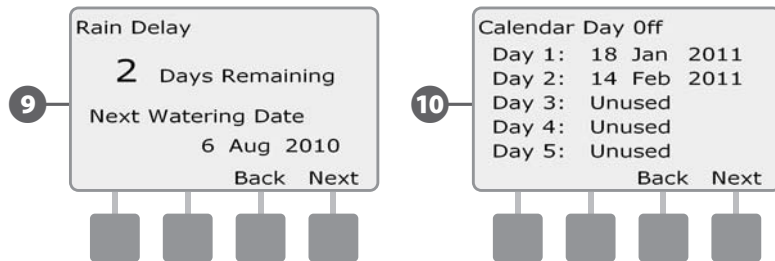 9
Rain Delay
2 Days Remaining
Next Watering Date
6 Aug 2010
Back Next
10
Calendar Day Off
Day 1: 18 Jan 2011
Day 2: 14 Feb 2011
Day 3: Unused
Day 4: Unused
Day 5: Unused
Back Next